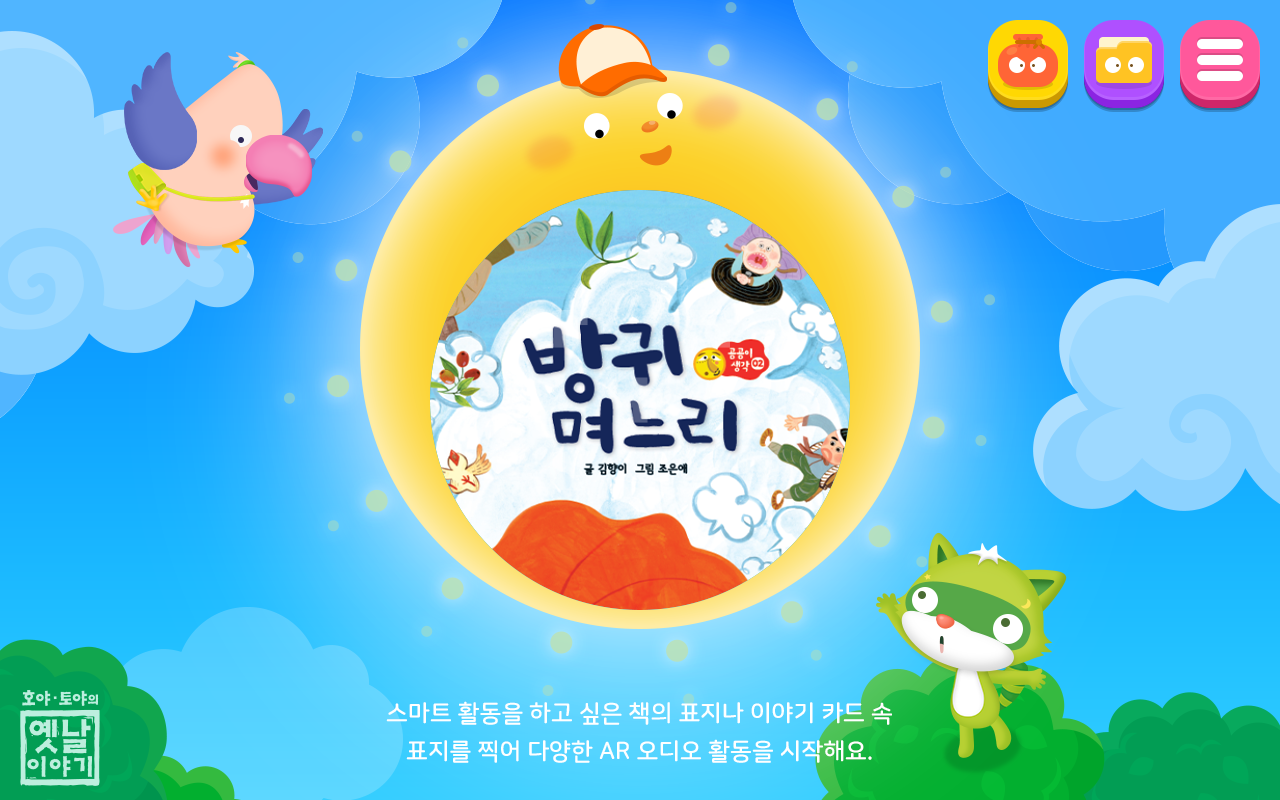 방귀
며느리
곰곰이
생각 02
글 김향이 그림 조은애
스마트 활동을 하고 싶은 책의 표지나 이야기 카드 속
표지를 찍어 다양한 AR 오디오 활동을 시작해요.
호야·토야의
옛날
이야기